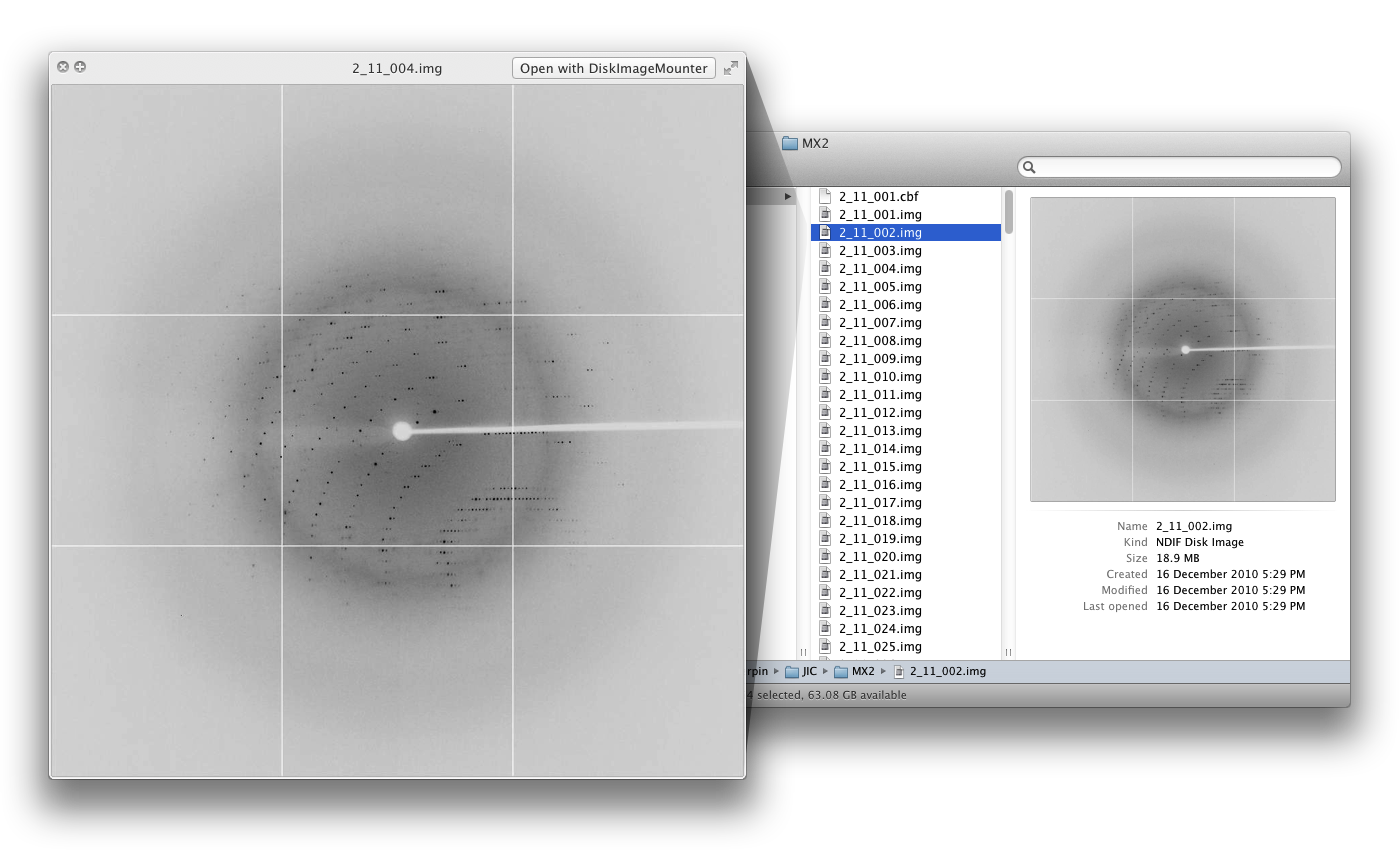 2_11_004.img
Open with DiskImageMounter
MX2
2_11_001.cbf
2_11_001.img
2_11_002.img
2_11_003.img
2_11_004.img
2_11_005.img
2_11_006.img
2_11_007.img
2_11_008.img
2_11_009.img
2_11_010.img
2_11_011.img
2_11_012.img
2_11_013.img
2_11_014.img
2_11_015.img
2_11_016.img
2_11_017.img
2_11_018.img
2_11_019.img
2_11_020.img
2_11_021.img
2_11_022.img
2_11_023.img
2_11_024.img
2_11_025.img
Name 2_11_002.img
Kind NDIF Disk Image
Size 18.9 MB
Created 16 December 2010 5:29 PM
Modified 16 December 2010 5:29 PM
Last opened 16 December 2010 5:29 PM
rpin JIC MX2 2_11_002.img
4 selected, 63.08 GB available